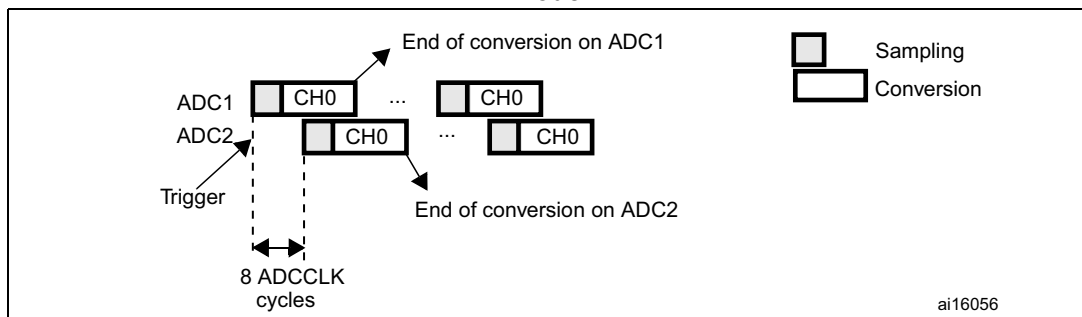 End of conversion on ADC1
Sampling
Conversion
ADC1
CH0
...
CH0
ADC2
CH0
...
CH0
Trigger
End of conversion on ADC2
8 ADCCLK
cycles
ai16056